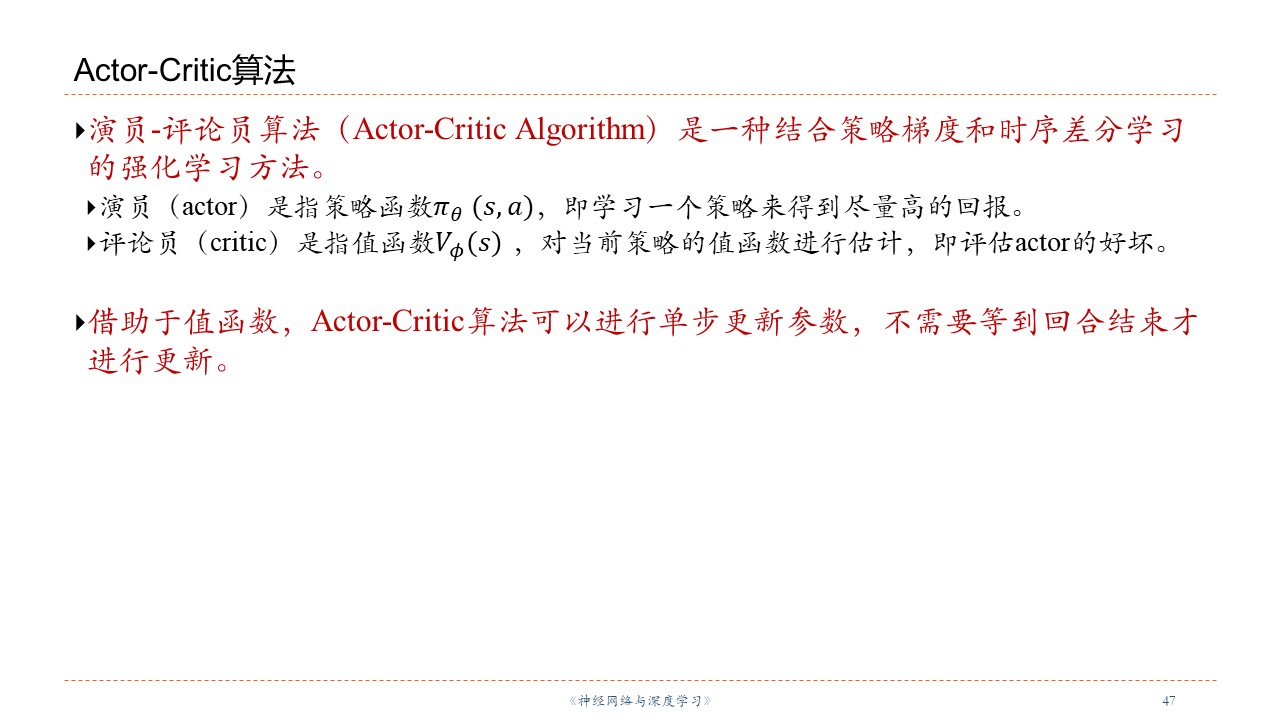 Actor-Critic算法
演员-评论员算法（Actor-Critic Algorithm）是一种结合策略梯度和时序差分学习
的强化学习方法。
演员（actor）是指策略函数𝜋𝜃 (𝑠, 𝑎)，即学习一个策略来得到尽量高的回报。
评论员（critic）是指值函数𝑉𝜙(𝑠) ，对当前策略的值函数进行估计，即评估actor的好坏。
借助于值函数，Actor-Critic算法可以进行单步更新参数，不需要等到回合结束才
进行更新。
《神经网络与深度学习》
47